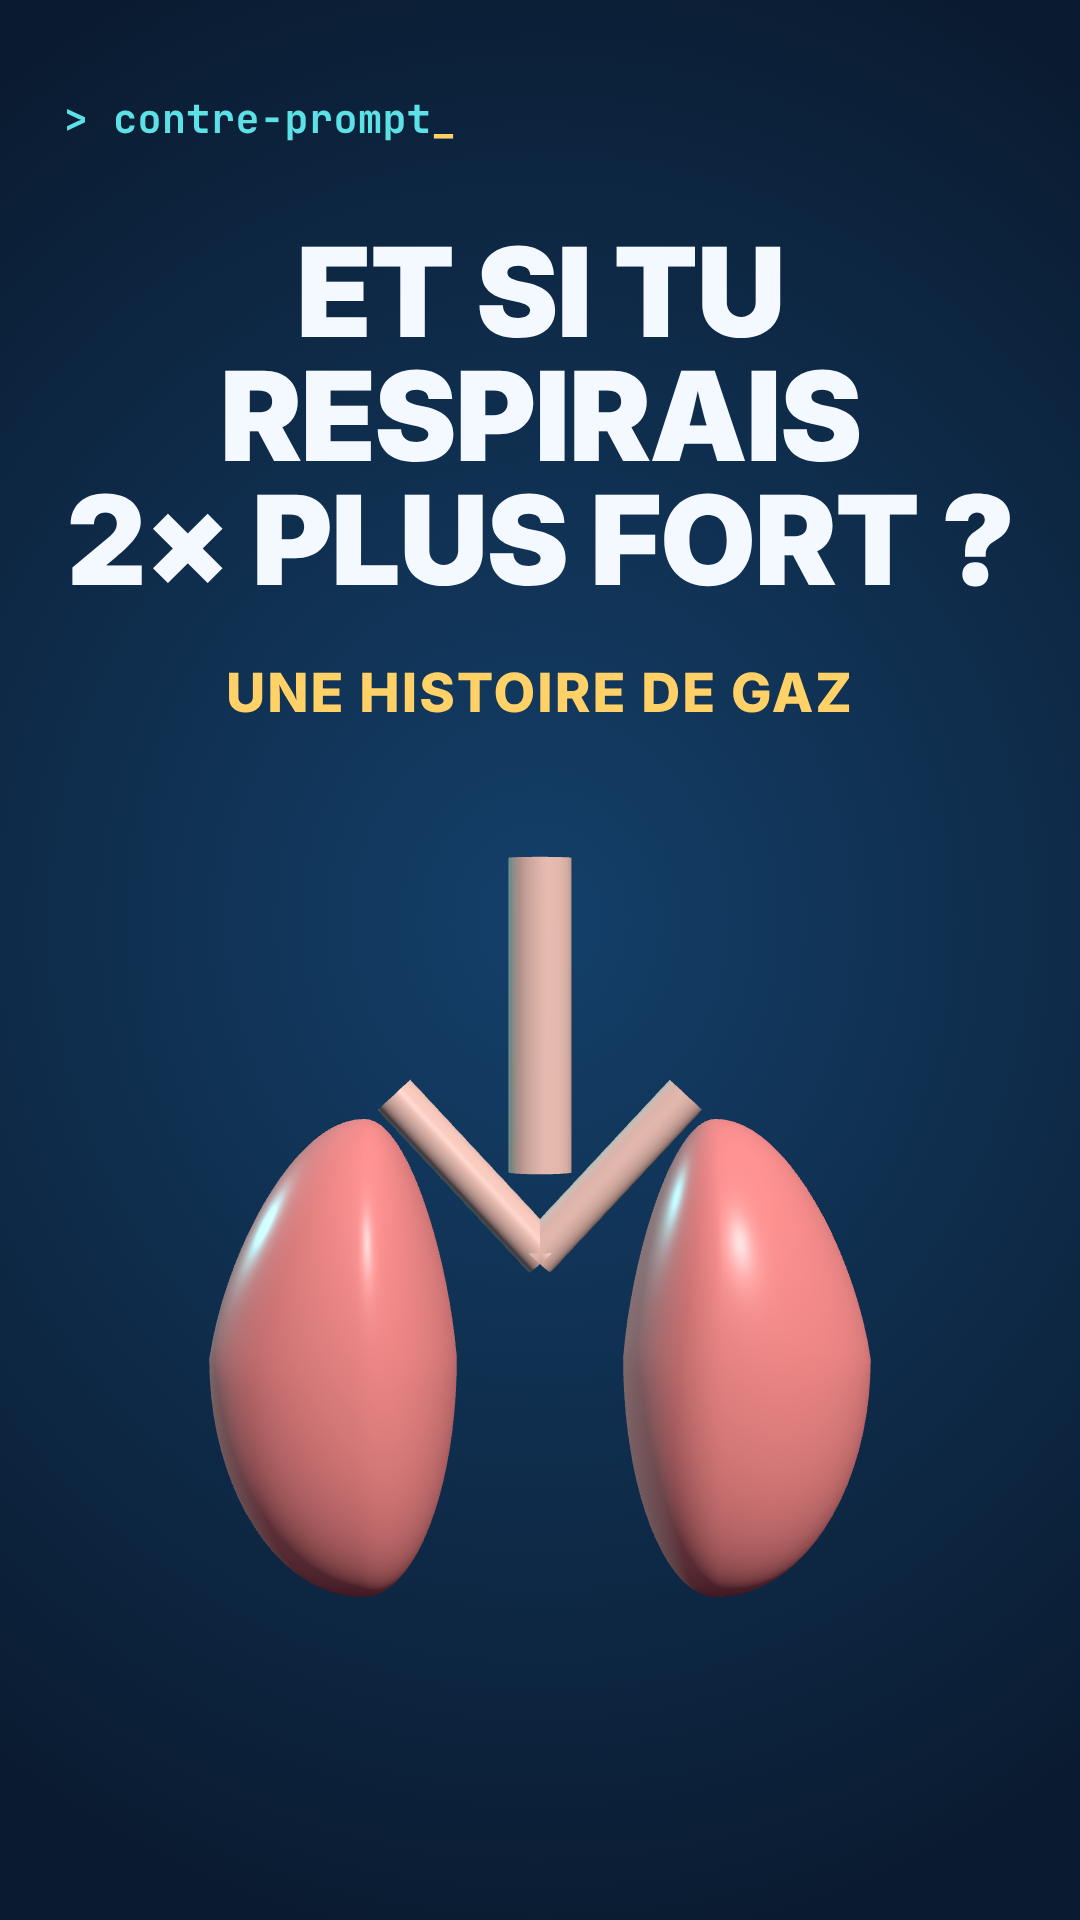 > contre-prompt_
ET SI TU
RESPIRAIS
2× PLUS FORT ?
UNE HISTOIRE DE GAZ